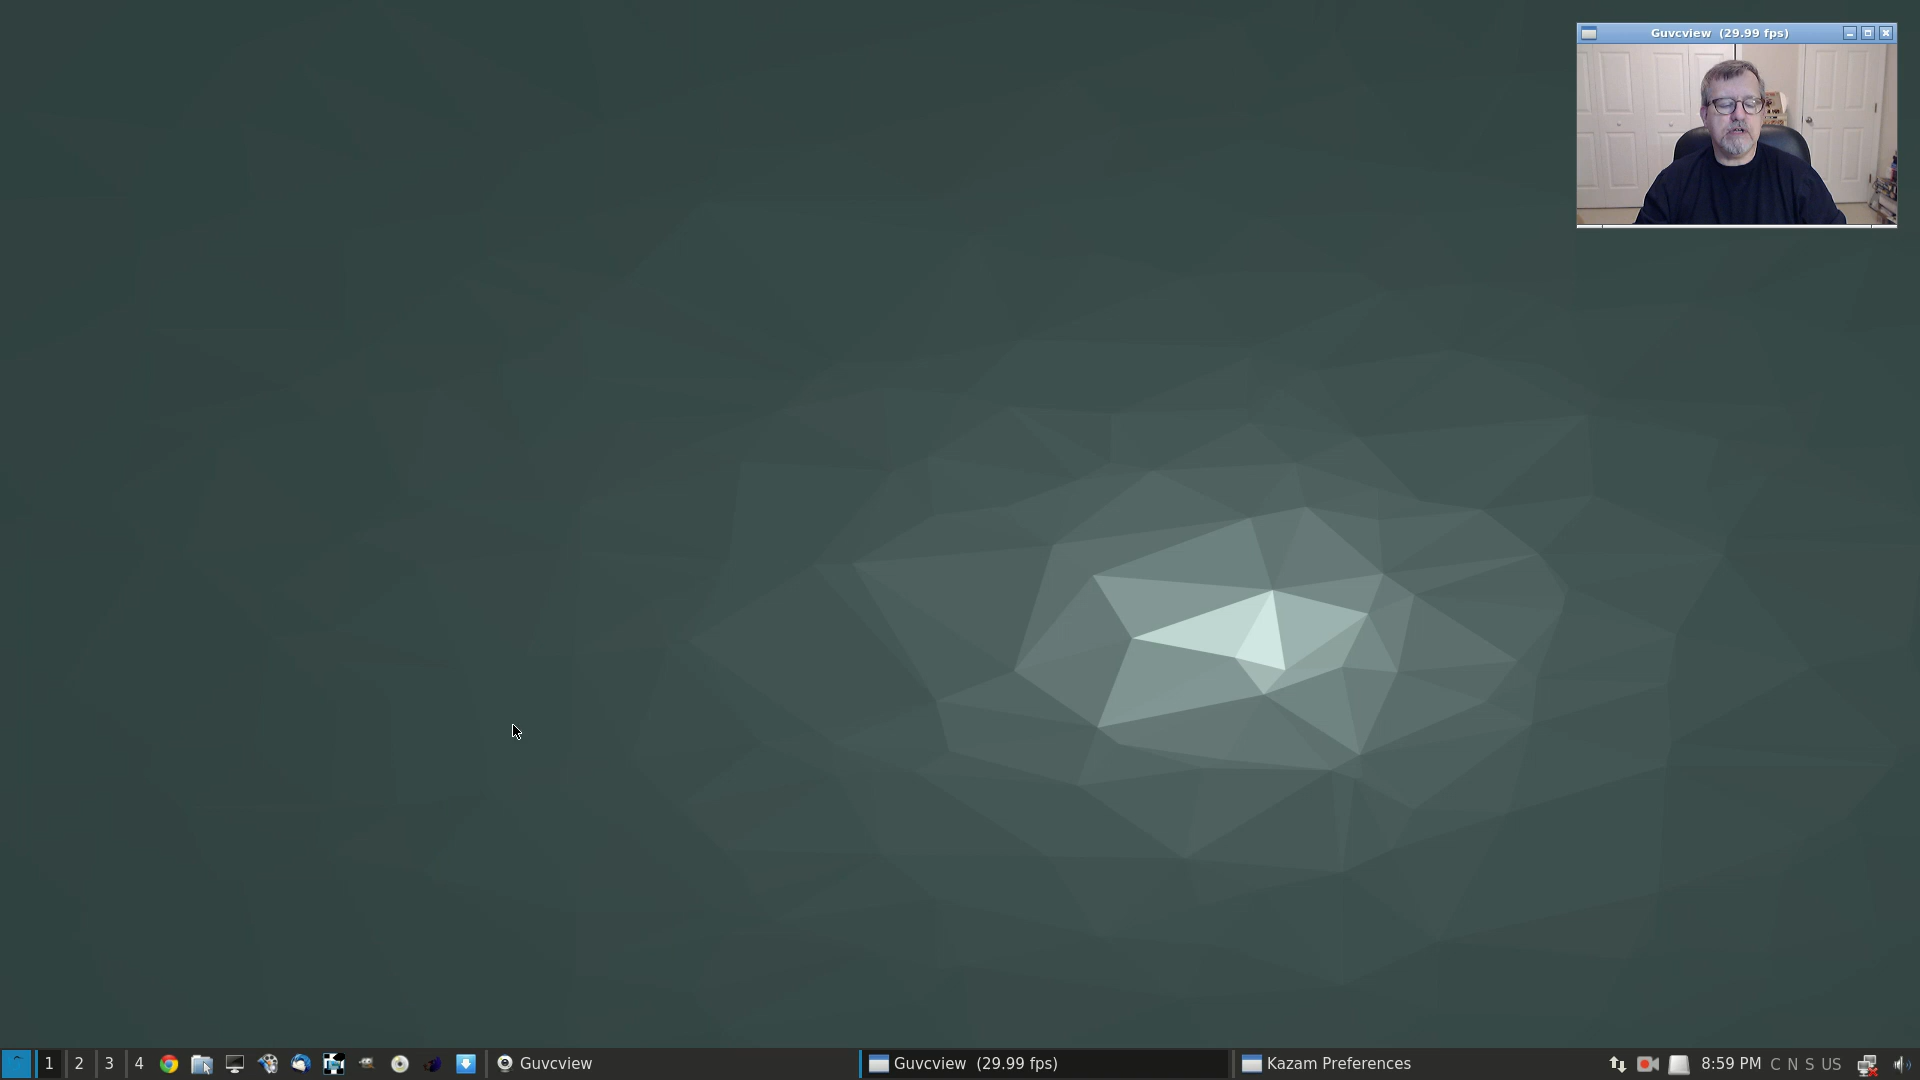 Guvcview (29.99 fps)
1 2 3 4 Guvcview Guvcview (29.99 fps) Kazam Preferences 8:59 PM C N S US